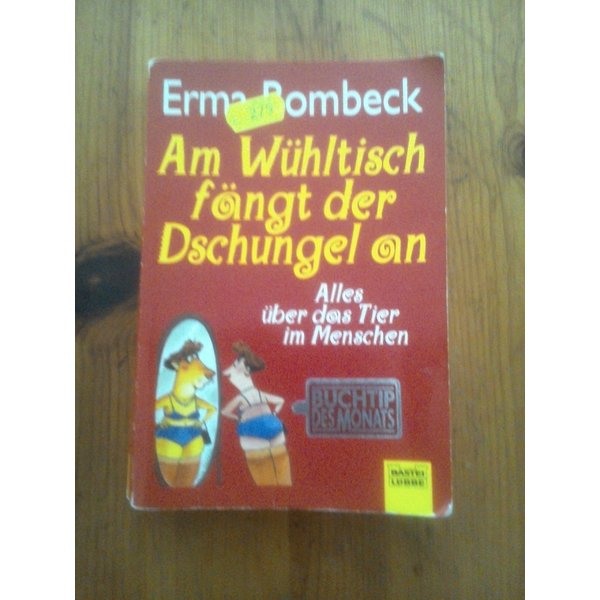 Erma Bombeck
275
Am Wühltisch
fängt der
Dschungel an
Alles
über das Tier
im Menschen
BUCHTIP
DES MONATS
BASTEI
LÜBBE